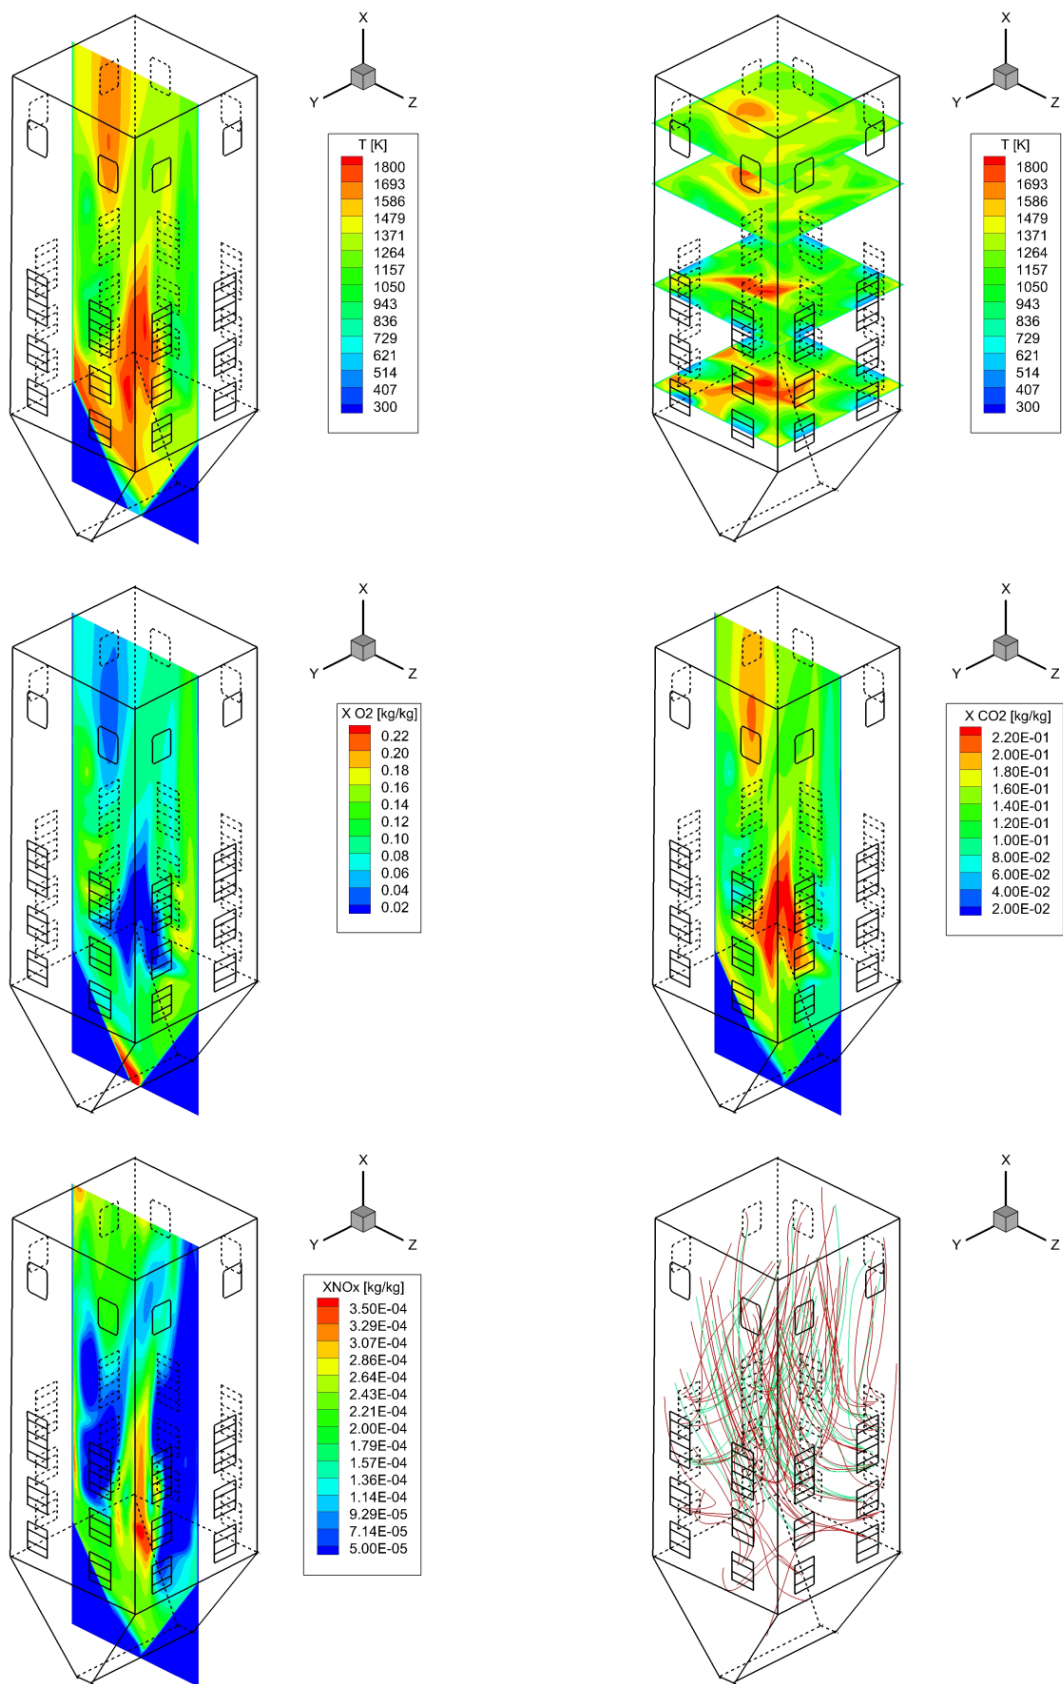 X
Y
Z
T [K]
1800
1693
1586
1479
1371
1264
1157
1050
943
836
729
621
514
407
300
X
Y
Z
T [K]
1800
1693
1586
1479
1371
1264
1157
1050
943
836
729
621
514
407
300
X
Y
Z
X O2 [kg/kg]
0.22
0.20
0.18
0.16
0.14
0.12
0.10
0.08
0.06
0.04
0.02
X
Y
Z
X CO2 [kg/kg]
2.20E-01
2.00E-01
1.80E-01
1.60E-01
1.40E-01
1.20E-01
1.00E-01
8.00E-02
6.00E-02
4.00E-02
2.00E-02
X
Y
Z
XNOx [kg/kg]
3.50E-04
3.29E-04
3.07E-04
2.86E-04
2.64E-04
2.43E-04
2.21E-04
2.00E-04
1.79E-04
1.57E-04
1.36E-04
1.14E-04
9.29E-05
7.14E-05
5.00E-05
X
Y
Z